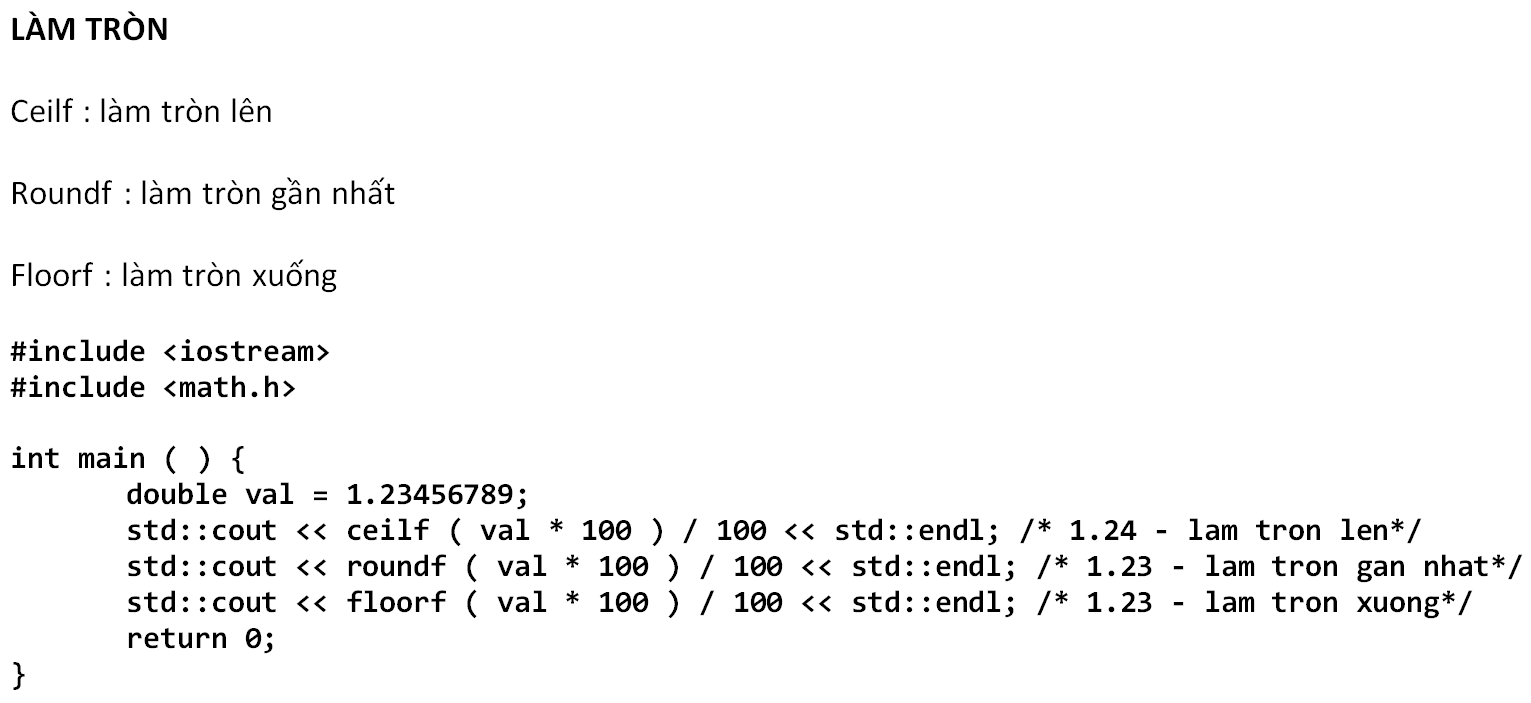 LÀM TRÒN
Ceilf : làm tròn lên
Roundf : làm tròn gần nhất
Floorf : làm tròn xuống
#include <iostream>
#include <math.h>
int main ( ) {
double val = 1.23456789;
std::cout << ceilf ( val * 100 ) / 100 << std::endl; /* 1.24 - lam tron len*/
std::cout << roundf ( val * 100 ) / 100 << std::endl; /* 1.23 - lam tron gan nhat*/
std::cout << floorf ( val * 100 ) / 100 << std::endl; /* 1.23 - lam tron xuong*/
return 0;
}